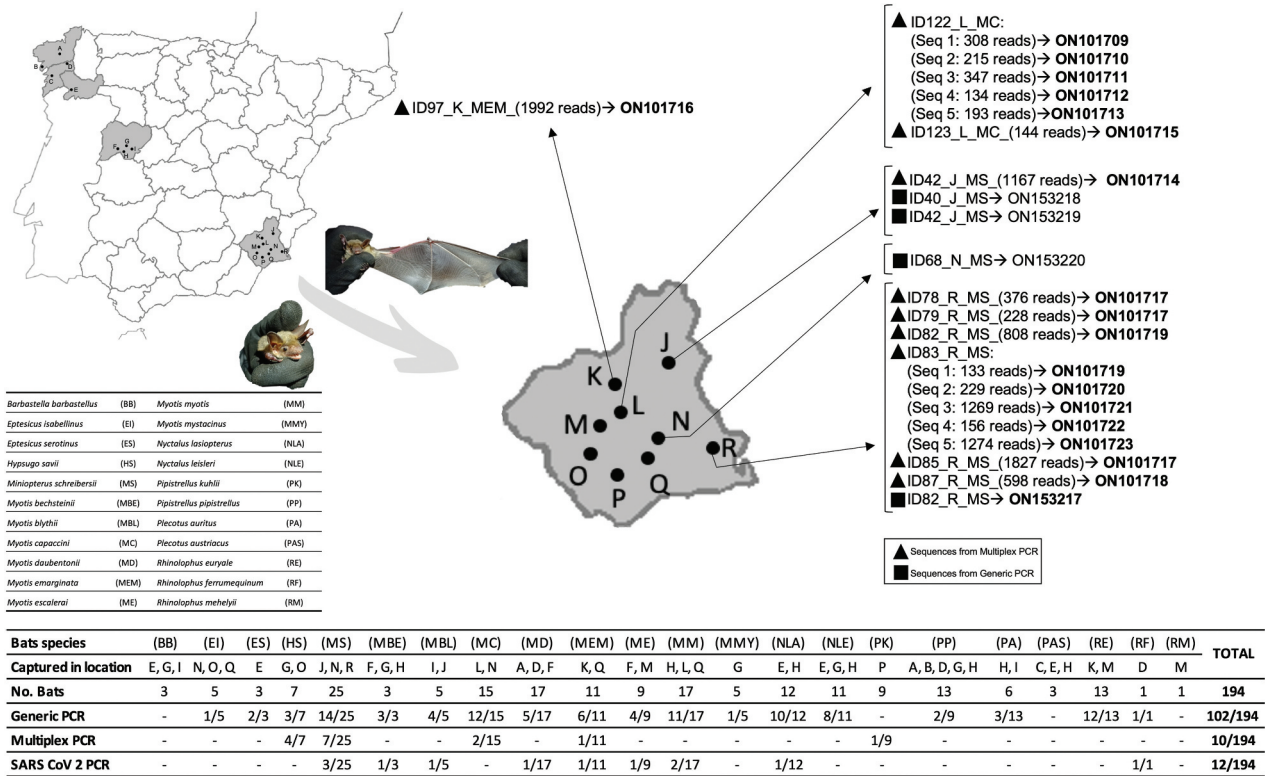 A
B
D
C
E
G
F
I
H
J
K
L
M
N
R
O
Q
P
▲ID97_K_MEM_(1992 reads)→ ON101716
▲ ID122_L_MC:
(Seq 1: 308 reads)→ ON101709
(Seq 2: 215 reads)→ ON101710
(Seq 3: 347 reads)→ ON101711
(Seq 4: 134 reads)→ ON101712
(Seq 5: 193 reads)→ON101713
▲ ID123_L_MC_(144 reads)→ ON101715
▲ID42_J_MS_(1167 reads)→ ON101714
■ID40_J_MS→ ON153218
■ID42_J_MS→ ON153219
■ID68_N_MS→ ON153220
▲ID78_R_MS_(376 reads)→ ON101717
▲ID79_R_MS_(228 reads)→ ON101717
▲ID82_R_MS_(808 reads)→ ON101719
▲ID83_R_MS:
(Seq 1: 133 reads)→ ON101719
(Seq 2: 229 reads)→ ON101720
(Seq 3: 1269 reads)→ ON101721
(Seq 4: 156 reads)→ ON101722
(Seq 5: 1274 reads)→ ON101723
▲ID85_R_MS_(1827 reads)→ ON101717
▲ID87_R_MS_(598 reads)→ ON101718
■ID82_R_MS→ ON153217
▲ Sequences from Multiplex PCR
■ Sequences from Generic PCR
J
K
L
M
N
R
O
P
Q
Barbastella barbastellus (BB) Myotis myotis (MM)
Eptesicus isabellinus (EI) Myotis mystacinus (MMY)
Eptesicus serotinus (ES) Nyctalus lasiopterus (NLA)
Hypsugo savii (HS) Nyctalus leisleri (NLE)
Miniopterus schreibersii (MS) Pipistrellus kuhlii (PK)
Myotis bechsteinii (MBE) Pipistrellus pipistrellus (PP)
Myotis blythii (MBL) Plecotus auritus (PA)
Myotis capaccini (MC) Plecotus austriacus (PAS)
Myotis daubentonii (MD) Rhinolophus euryale (RE)
Myotis emarginata (MEM) Rhinolophus ferrumequinum (RF)
Myotis escalerai (ME) Rhinolophus mehelyii (RM)
Bats species (BB) (EI) (ES) (HS) (MS) (MBE) (MBL) (MC) (MD) (MEM) (ME) (MM) (MMY) (NLA) (NLE) (PK) (PP) (PA) (PAS) (RE) (RF) (RM) TOTAL
Captured in location E, G, I N, O, Q E G, O J, N, R F, G, H I, J L, N A, D, F K, Q F, M H, L, Q G E, H E, G, H P A, B, D, G, H H, I C, E, H K, M D M
No. Bats 3 5 3 7 25 3 5 15 17 11 9 17 5 12 11 9 13 6 3 13 1 1 194
Generic PCR - 1/5 2/3 3/7 14/25 3/3 4/5 12/15 5/17 6/11 4/9 11/17 1/5 10/12 8/11 - 2/9 3/13 - 12/13 1/1 - 102/194
Multiplex PCR 4/7 7/25 - - 2/15 - 1/11 - - - - - 1/9 - - - - - - 10/194
SARS CoV 2 PCR 3/25 1/3 1/5 - 1/17 1/11 1/9 2/17 - 1/12 - - - - - - 1/1 - 12/194